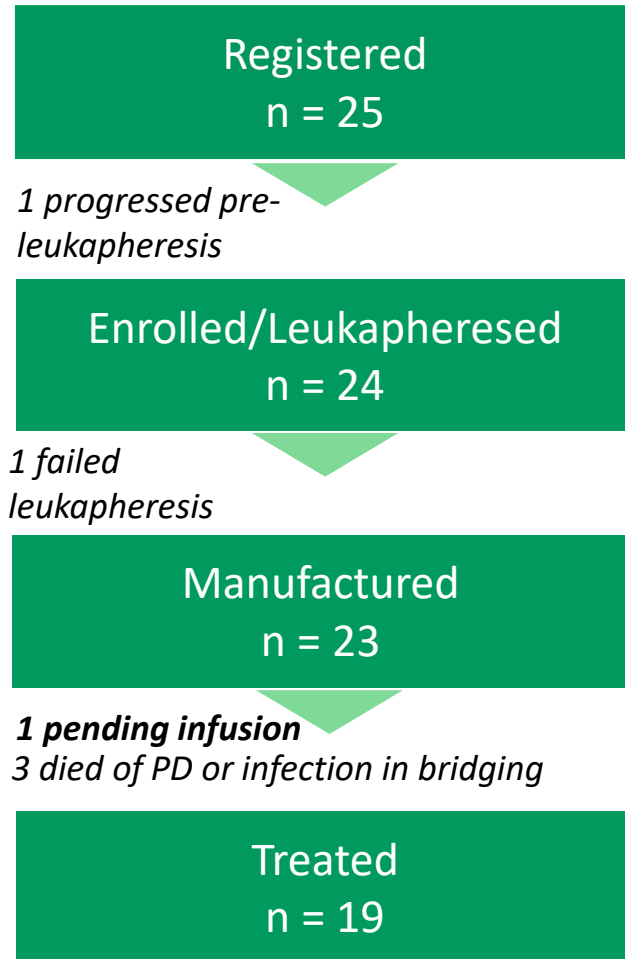 Registered
n = 25
1 progressed pre-
leukapheresis
Enrolled/Leukapheresed
n = 24
1 failed
leukapheresis
Manufactured
n = 23
1 pending infusion
3 died of PD or infection in bridging
Treated
n = 19